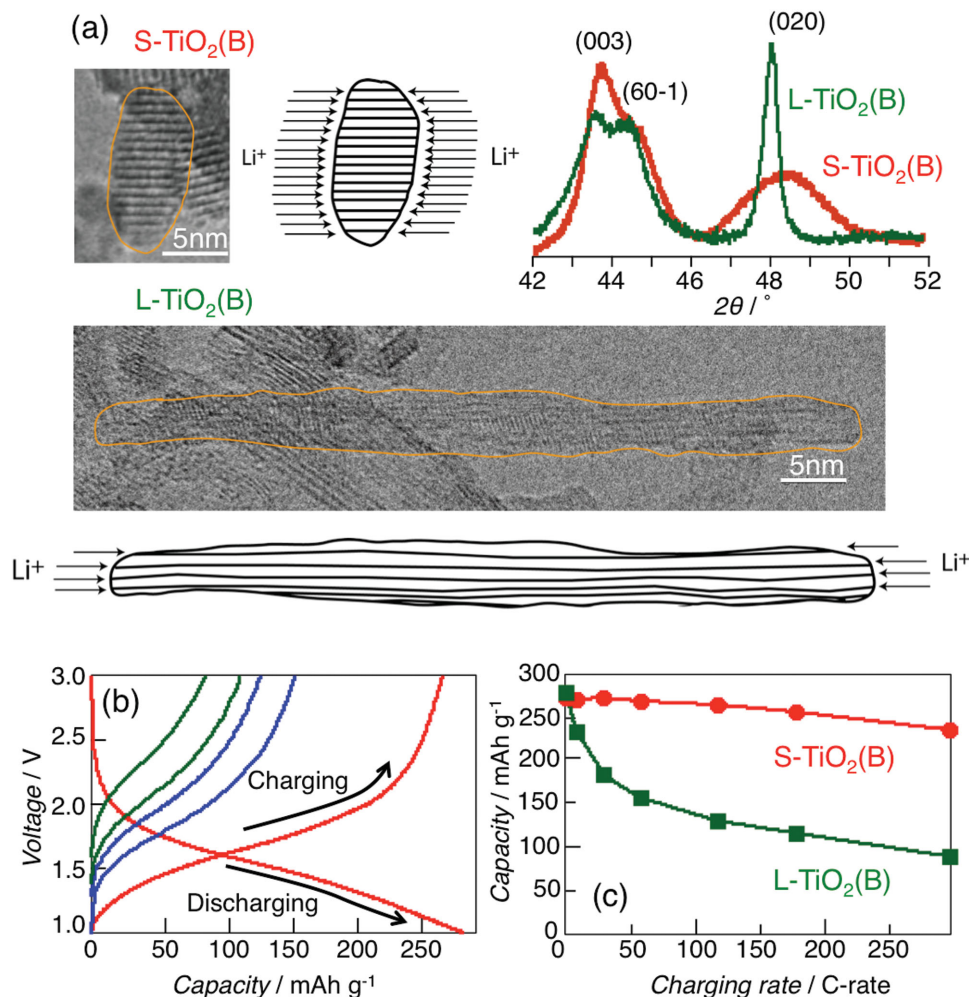 (a)
S-TiO₂(B)
5nm
Li⁺
Li⁺
(003)
(60-1)
(020)
L-TiO₂(B)
S-TiO₂(B)
42 44 46 48 50 52
2θ / °
L-TiO₂(B)
5nm
Li⁺
Li⁺
(b)
3.0
2.5
2.0
1.5
1.0
Voltage / V
Charging
Discharging
0 50 100 150 200 250
Capacity / mAh g⁻¹
300
250
200
150
100
50
0
Capacity / mAh g⁻¹
S-TiO₂(B)
L-TiO₂(B)
(c)
0 50 100 150 200 250
Charging rate / C-rate